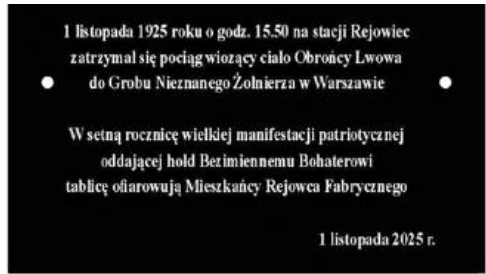 1 listopada 1925 roku o godz. 15.50 na stacji Rejowiec
zatrzymał się pociąg wiozący ciało Obrońcy Lwowa
do Grobu Nieznanego Żołnierza w Warszawie
W setną rocznicę wielkiej manifestacji patriotycznej
oddającej hołd Bezimiennemu Bohaterowi
tablicę ofiarowują Mieszkańcy Rejowca Fabrycznego
1 listopada 2025 r.